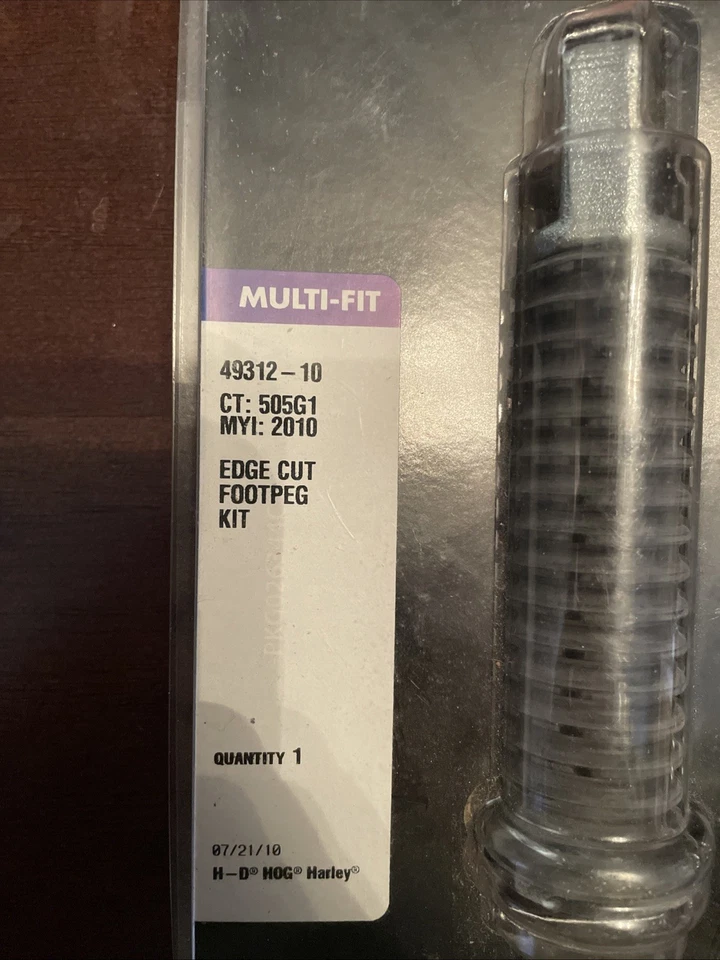 MULTI-FIT
49312-10
CT: 505G1
MYI: 2010
EDGE CUT
FOOTPEG
KIT
QUANTITY 1
07/21/10
H-D® HOG® Harley®